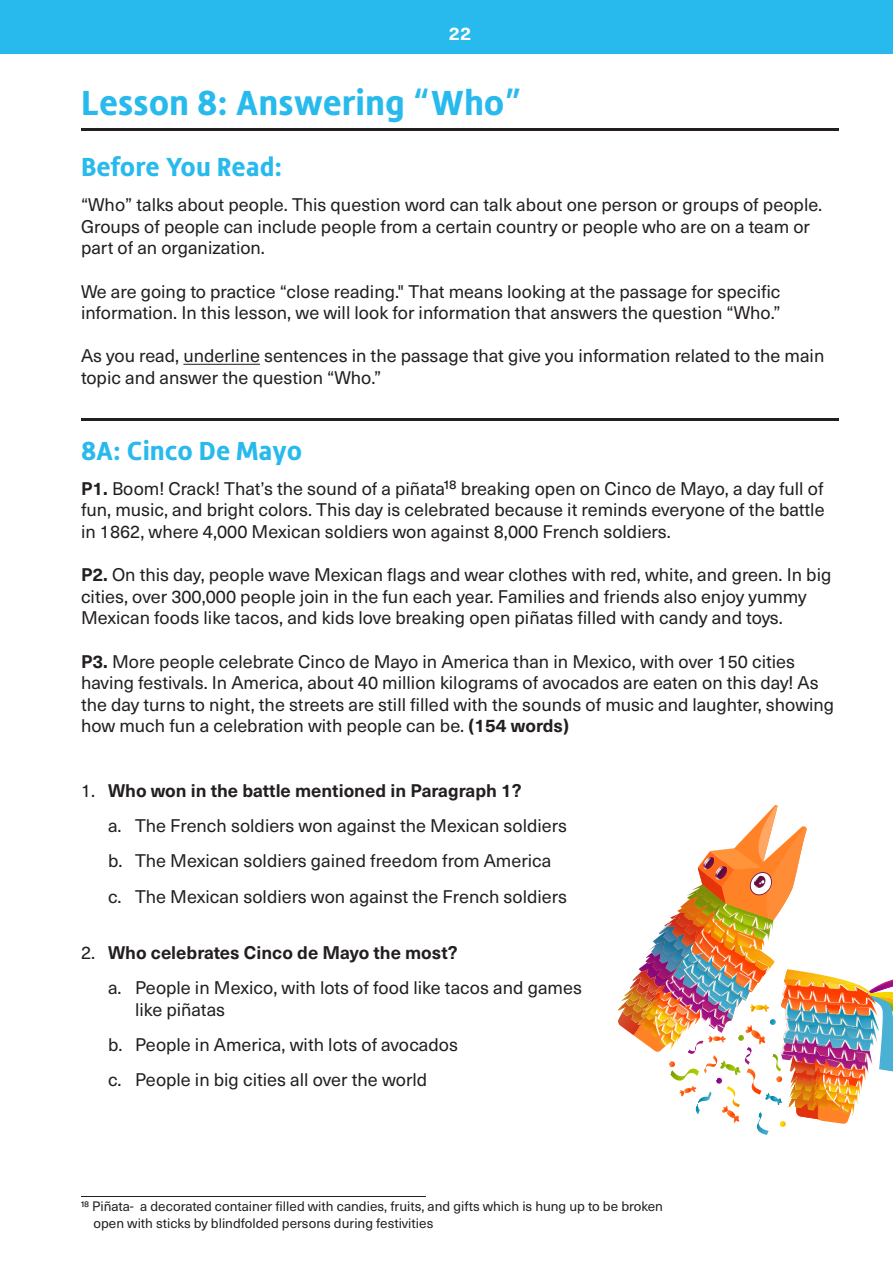 22
Lesson 8: Answering “Who”
Before You Read:
“Who” talks about people. This question word can talk about one person or groups of people.
Groups of people can include people from a certain country or people who are on a team or
part of an organization.
We are going to practice “close reading." That means looking at the passage for specific
information. In this lesson, we will look for information that answers the question “Who.”
As you read, underline sentences in the passage that give you information related to the main
topic and answer the question “Who.”
8A: Cinco De Mayo
P1. Boom! Crack! That’s the sound of a piñata¹⁸ breaking open on Cinco de Mayo, a day full of
fun, music, and bright colors. This day is celebrated because it reminds everyone of the battle
in 1862, where 4,000 Mexican soldiers won against 8,000 French soldiers.
P2. On this day, people wave Mexican flags and wear clothes with red, white, and green. In big
cities, over 300,000 people join in the fun each year. Families and friends also enjoy yummy
Mexican foods like tacos, and kids love breaking open piñatas filled with candy and toys.
P3. More people celebrate Cinco de Mayo in America than in Mexico, with over 150 cities
having festivals. In America, about 40 million kilograms of avocados are eaten on this day! As
the day turns to night, the streets are still filled with the sounds of music and laughter, showing
how much fun a celebration with people can be. (154 words)
1. Who won in the battle mentioned in Paragraph 1?
a. The French soldiers won against the Mexican soldiers
b. The Mexican soldiers gained freedom from America
c. The Mexican soldiers won against the French soldiers
2. Who celebrates Cinco de Mayo the most?
a. People in Mexico, with lots of food like tacos and games
like piñatas
b. People in America, with lots of avocados
c. People in big cities all over the world
¹⁸ Piñata- a decorated container filled with candies, fruits, and gifts which is hung up to be broken
open with sticks by blindfolded persons during festivities